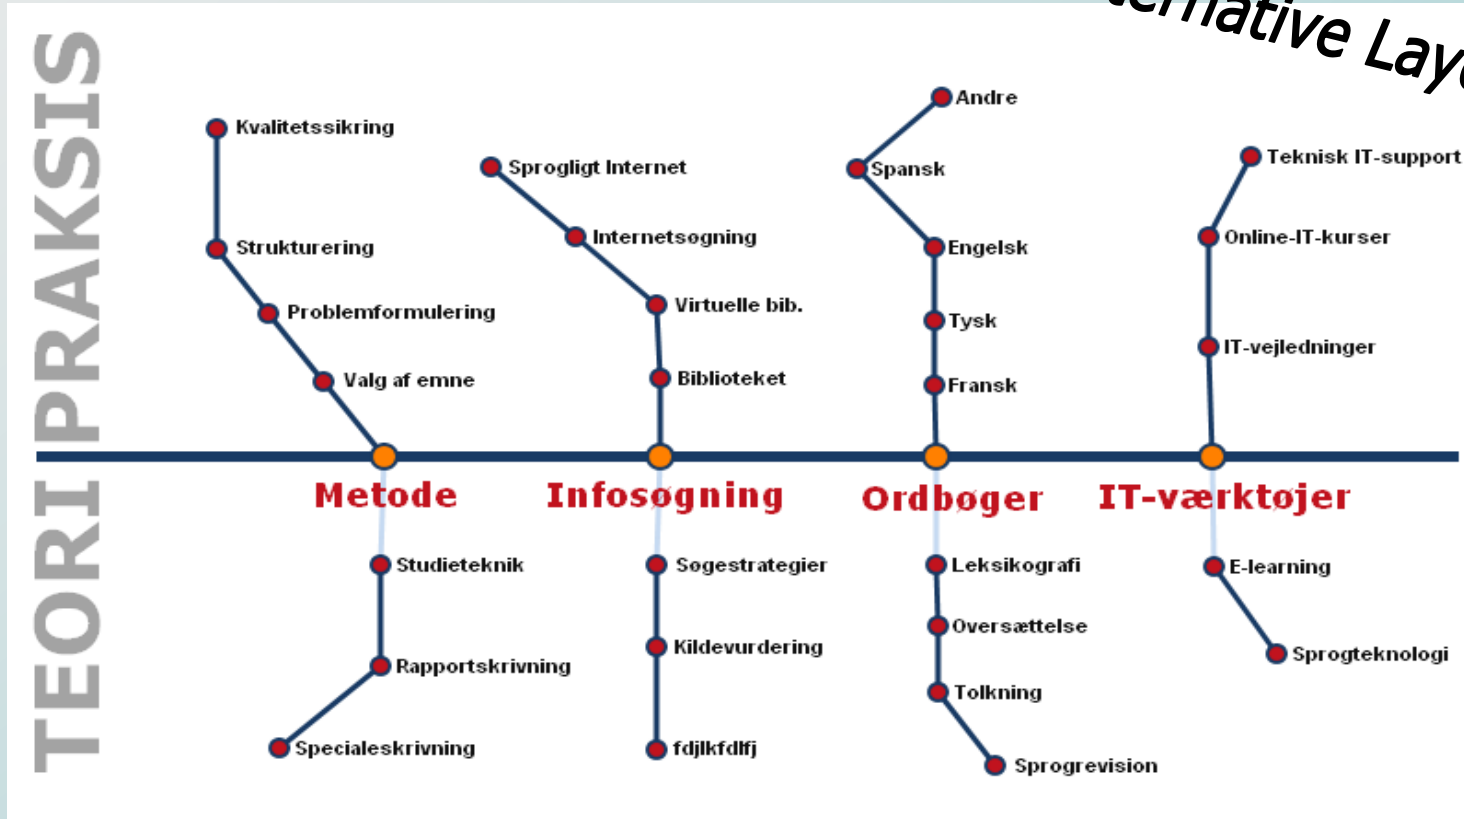 ternative Layo
TEORI PRAKSIS
Kvalitetssikring
Strukturering
Problemformulering
Valg af emne
Sprogligt Internet
Internetsøgning
Virtuelle bib.
Biblioteket
Andre
Spansk
Engelsk
Tysk
Fransk
Teknisk IT-support
Online-IT-kurser
IT-vejledninger
Metode
Infosøgning
Ordbøger
IT-værktøjer
Studieteknik
Rapportskrivning
Specialeskrivning
Søgestrategier
Kildevurdering
fdjlkfdlfj
Leksikografi
Oversættelse
Tolkning
Sprogrevision
E-learning
Sprogteknologi